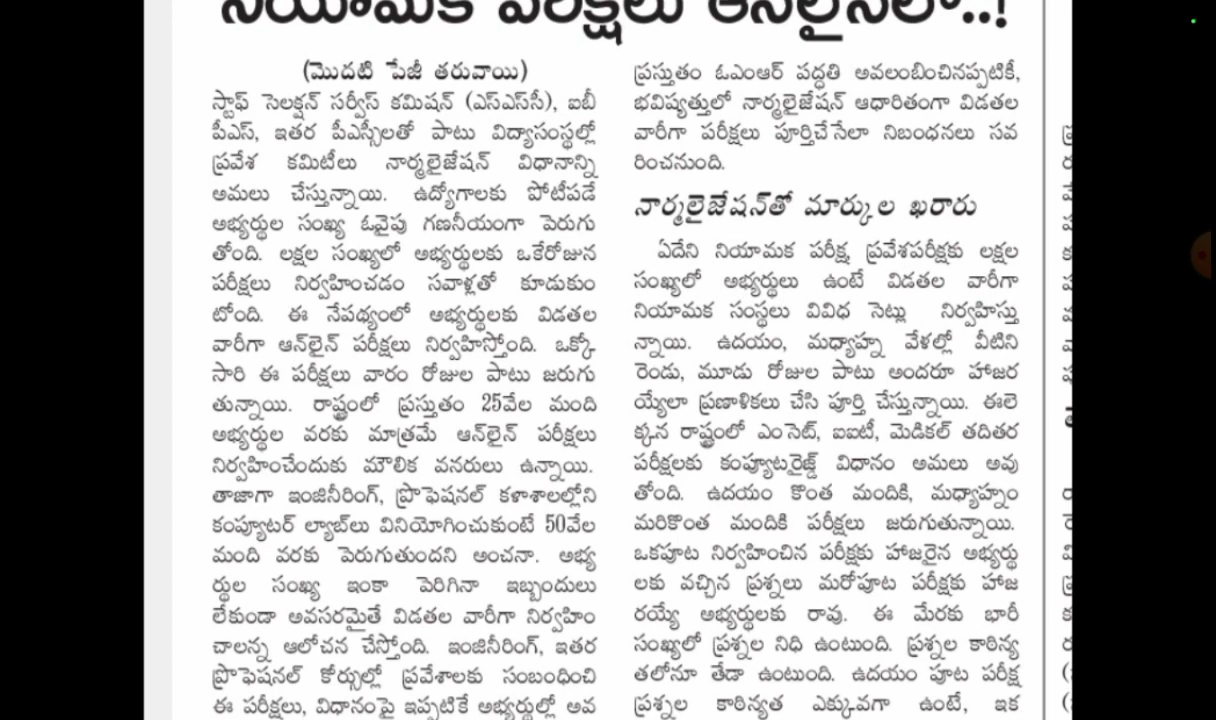 నియామక పరీక్షలు ఆన్‌లైన్‌లో..!
(మొదటి పేజీ తరువాయి)
స్టాఫ్ సెలక్షన్ సర్వీస్ కమిషన్ (ఎస్ఎస్‌సీ), ఐబీ
పీఎస్, ఇతర పీఎస్సీలతో పాటు విద్యాసంస్థల్లో
ప్రవేశ కమిటీలు నార్మలైజేషన్ విధానాన్ని
అమలు చేస్తున్నాయి. ఉద్యోగాలకు పోటీపడే
అభ్యర్థుల సంఖ్య ఓవైపు గణనీయంగా పెరుగు
తోంది. లక్షల సంఖ్యలో అభ్యర్థులకు ఒకేరోజున
పరీక్షలు నిర్వహించడం సవాళ్లతో కూడుకుం
టోంది. ఈ నేపథ్యంలో అభ్యర్థులకు విడతల
వారీగా ఆన్‌లైన్ పరీక్షలు నిర్వహిస్తోంది. ఒక్కో
సారి ఈ పరీక్షలు వారం రోజుల పాటు జరుగు
తున్నాయి. రాష్ట్రంలో ప్రస్తుతం 25వేల మంది
అభ్యర్థుల వరకు మాత్రమే ఆన్‌లైన్ పరీక్షలు
నిర్వహించేందుకు మౌలిక వనరులు ఉన్నాయి.
తాజాగా ఇంజినీరింగ్, ప్రొఫెషనల్ కళాశాలల్లోని
కంప్యూటర్ ల్యాబ్‌లు వినియోగించుకుంటే 50వేల
మంది వరకు పెరుగుతుందని అంచనా. అభ్య
ర్థుల సంఖ్య ఇంకా పెరిగినా ఇబ్బందులు
లేకుండా అవసరమైతే విడతల వారీగా నిర్వహిం
చాలన్న ఆలోచన చేస్తోంది. ఇంజినీరింగ్, ఇతర
ప్రొఫెషనల్ కోర్సుల్లో ప్రవేశాలకు సంబంధించి
ఈ పరీక్షలు, విధానంపై ఇప్పటికే అభ్యర్థుల్లో అవ
ప్రస్తుతం ఓఎంఆర్ పద్ధతి అవలంబించినప్పటికీ,
భవిష్యత్తులో నార్మలైజేషన్ ఆధారితంగా విడతల
వారీగా పరీక్షలు పూర్తిచేసేలా నిబంధనలు సవ
రించనుంది.
నార్మలైజేషన్‌తో మార్కుల ఖరారు
ఏదేని నియామక పరీక్ష, ప్రవేశపరీక్షకు లక్షల
సంఖ్యలో అభ్యర్థులు ఉంటే విడతల వారీగా
నియామక సంస్థలు వివిధ సెట్లు నిర్వహిస్తు
న్నాయి. ఉదయం, మధ్యాహ్న వేళల్లో వీటిని
రెండు, మూడు రోజుల పాటు అందరూ హాజర
య్యేలా ప్రణాళికలు చేసి పూర్తి చేస్తున్నాయి. ఈలె
క్కన రాష్ట్రంలో ఎంసెట్, ఐఐటీ, మెడికల్ తదితర
పరీక్షలకు కంప్యూటరైజ్డ్ విధానం అమలు అవు
తోంది. ఉదయం కొంత మందికి, మధ్యాహ్నం
మరికొంత మందికి పరీక్షలు జరుగుతున్నాయి.
ఒకపూట నిర్వహించిన పరీక్షకు హాజరైన అభ్యర్థు
లకు వచ్చిన ప్రశ్నలు మరోపూట పరీక్షకు హాజ
రయ్యే అభ్యర్థులకు రావు. ఈ మేరకు భారీ
సంఖ్యలో ప్రశ్నల నిధి ఉంటుంది. ప్రశ్నల కాఠిన్య
తలోనూ తేడా ఉంటుంది. ఉదయం పూట పరీక్ష
ప్రశ్నల కాఠిన్యత ఎక్కువగా ఉంటే, ఇక